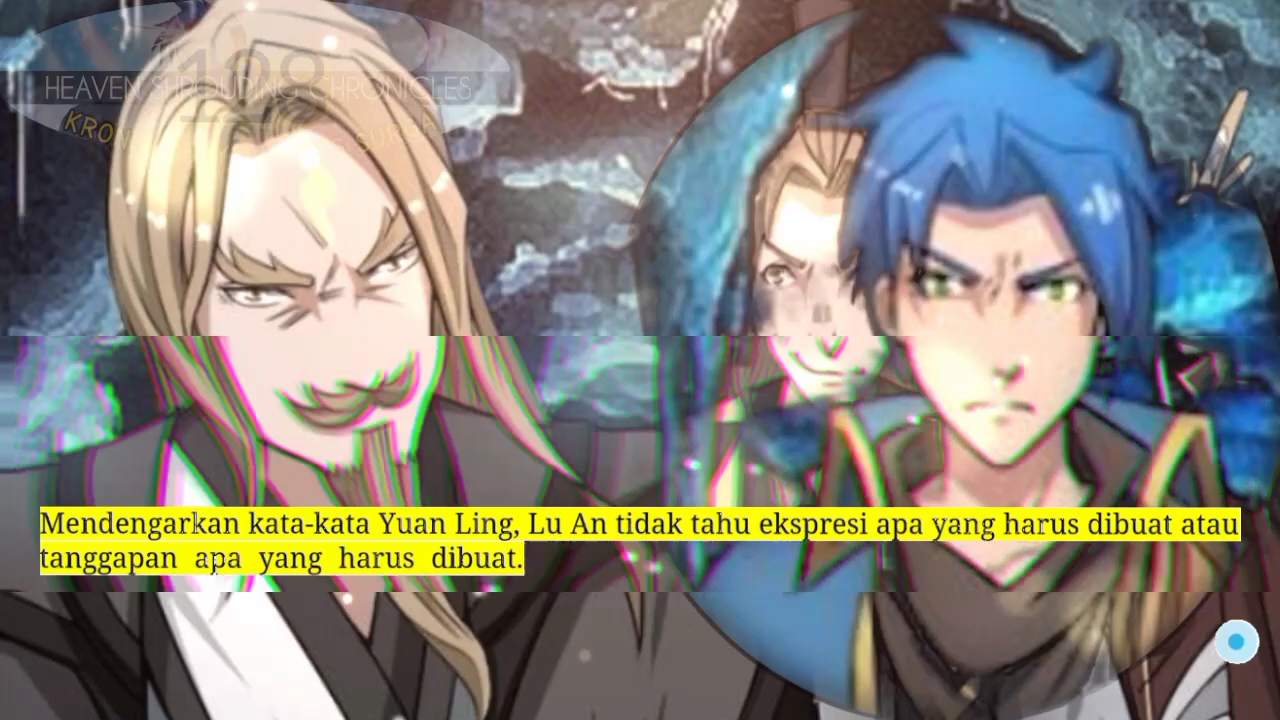 128
HEAVEN SHROUDING CHRONICLES
Mendengarkan kata-kata Yuan Ling, Lu An tidak tahu ekspresi apa yang harus dibuat atau
tanggapan apa yang harus dibuat.